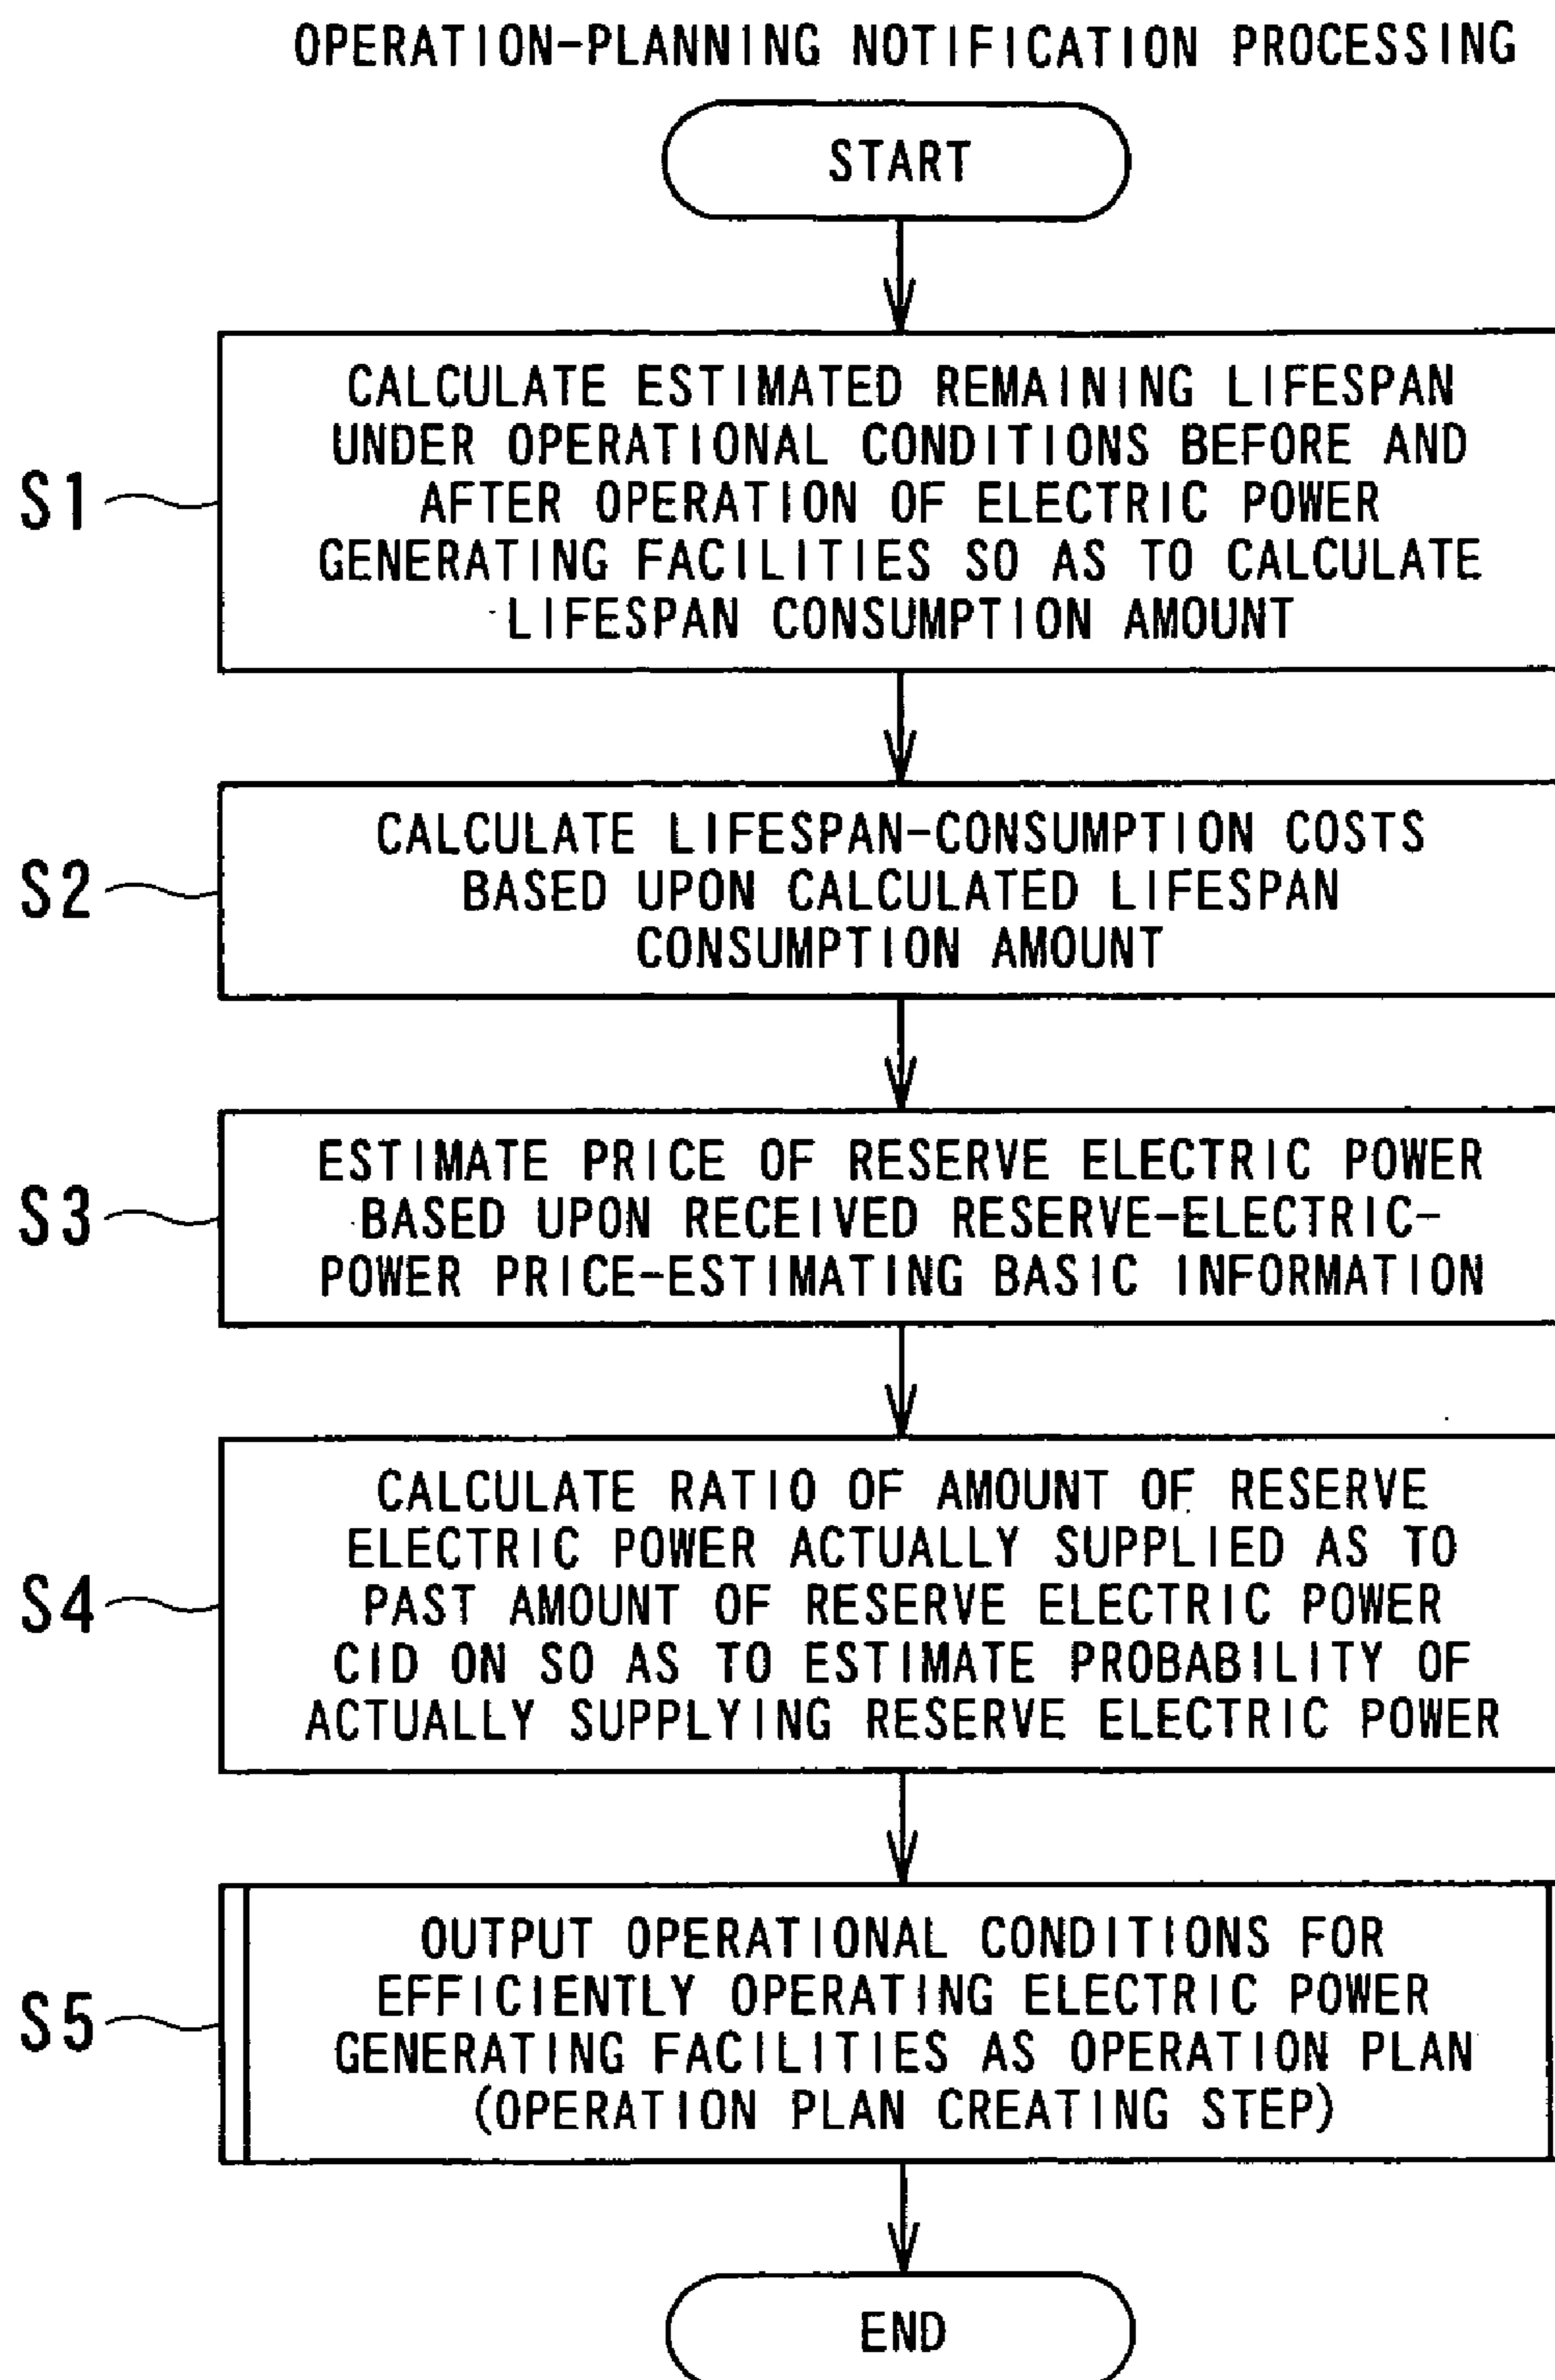 OPERATION-PLANNING NOTIFICATION PROCESSING
START
S1
CALCULATE ESTIMATED REMAINING LIFESPAN
UNDER OPERATIONAL CONDITIONS BEFORE AND
AFTER OPERATION OF ELECTRIC POWER
GENERATING FACILITIES SO AS TO CALCULATE
LIFESPAN CONSUMPTION AMOUNT
S2
CALCULATE LIFESPAN-CONSUMPTION COSTS
BASED UPON CALCULATED LIFESPAN
CONSUMPTION AMOUNT
S3
ESTIMATE PRICE OF RESERVE ELECTRIC POWER
BASED UPON RECEIVED RESERVE-ELECTRIC-
POWER PRICE-ESTIMATING BASIC INFORMATION
S4
CALCULATE RATIO OF AMOUNT OF RESERVE
ELECTRIC POWER ACTUALLY SUPPLIED AS TO
PAST AMOUNT OF RESERVE ELECTRIC POWER
CID ON SO AS TO ESTIMATE PROBABILITY OF
ACTUALLY SUPPLYING RESERVE ELECTRIC POWER
S5
OUTPUT OPERATIONAL CONDITIONS FOR
EFFICIENTLY OPERATING ELECTRIC POWER
GENERATING FACILITIES AS OPERATION PLAN
(OPERATION PLAN CREATING STEP)
END